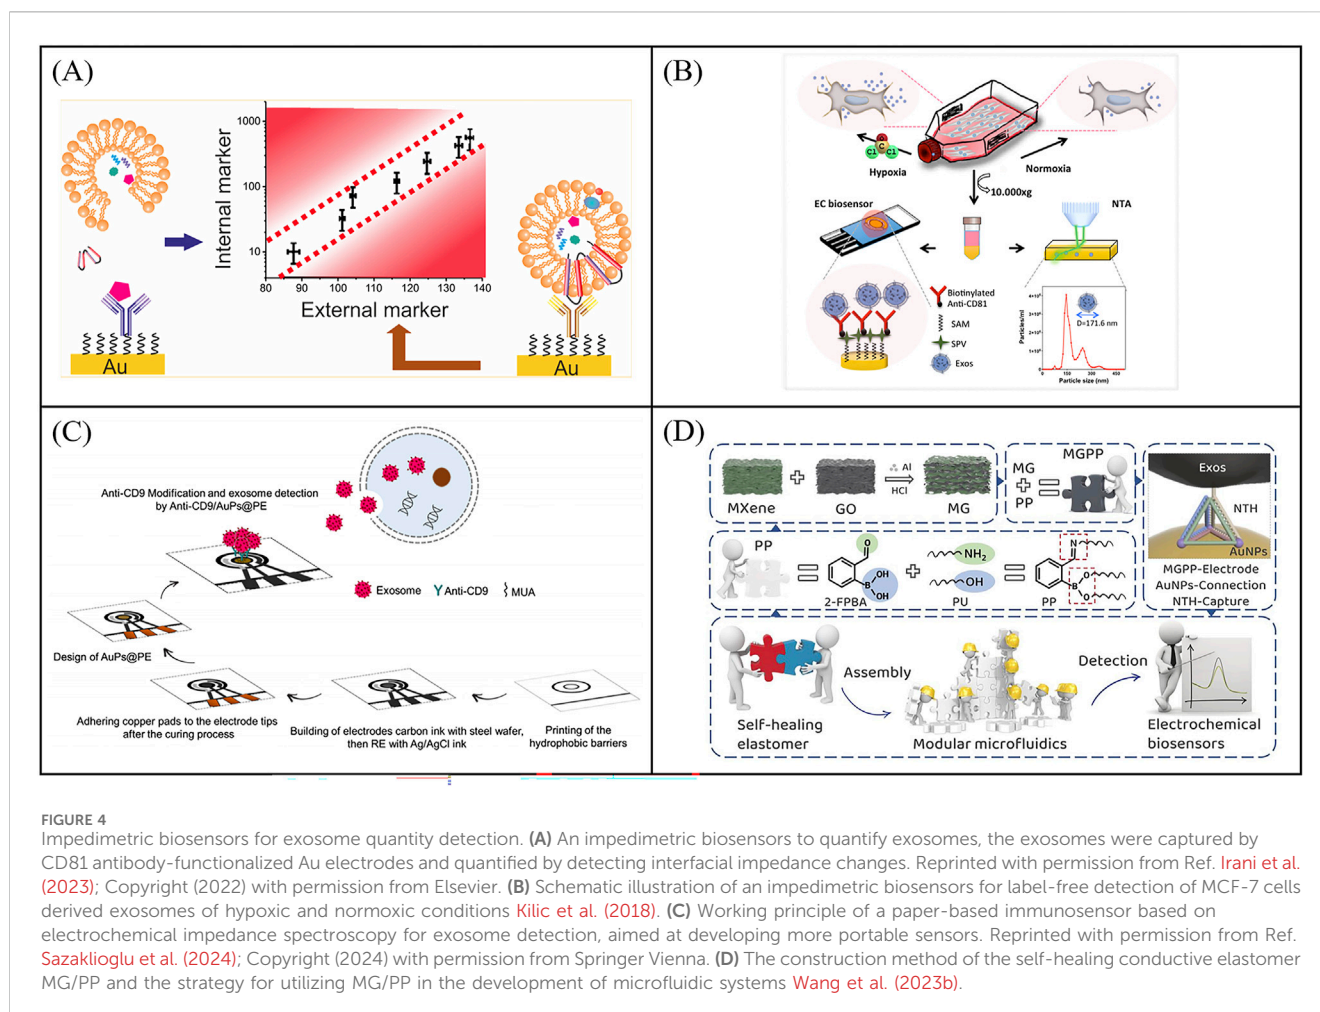 (A)
Internal marker
1000
100
10
80
90
100
110
120
130
140
External marker
Au
Au
(B)
Cl
C
Cl
Hypoxia
Normoxia
10.000xg
EC biosensor
NTA
Biotinylated
Anti-CD81
SAM
SPV
Exos
Particles/ml
D=171.6 nm
0
150
300
450
Particle size (nm)
(C)
Anti-CD9 Modification and exosome detection
by Anti-CD9/AuPs@PE
Exosome
Anti-CD9
MUA
Design of AuPs@PE
Adhering copper pads to the electrode tips
after the curing process
Building of electrodes carbon ink with steel wafer,
then RE with Ag/AgCl ink
Printing of the
hydrophobic barriers
(D)
MXene
+
GO
Al
HCl
MG
MG
+
PP
=
MGPP
Exos
NTH
AuNPs
MGPP-Electrode
AuNPs-Connection
NTH-Capture
PP
=
O
B
OH
OH
2-FPBA
+
NH2
OH
PU
=
N
B
O
O
PP
Self-healing
elastomer
Assembly
Modular microfluidics
Detection
Electrochemical
biosensors
FIGURE 4
Impedimetric biosensors for exosome quantity detection. (A) An impedimetric biosensors to quantify exosomes, the exosomes were captured by
CD81 antibody-functionalized Au electrodes and quantified by detecting interfacial impedance changes. Reprinted with permission from Ref. Irani et al.
(2023); Copyright (2022) with permission from Elsevier. (B) Schematic illustration of an impedimetric biosensors for label-free detection of MCF-7 cells
derived exosomes of hypoxic and normoxic conditions Kilic et al. (2018). (C) Working principle of a paper-based immunosensor based on
electrochemical impedance spectroscopy for exosome detection, aimed at developing more portable sensors. Reprinted with permission from Ref.
Sazaklioglu et al. (2024); Copyright (2024) with permission from Springer Vienna. (D) The construction method of the self-healing conductive elastomer
MG/PP and the strategy for utilizing MG/PP in the development of microfluidic systems Wang et al. (2023b).